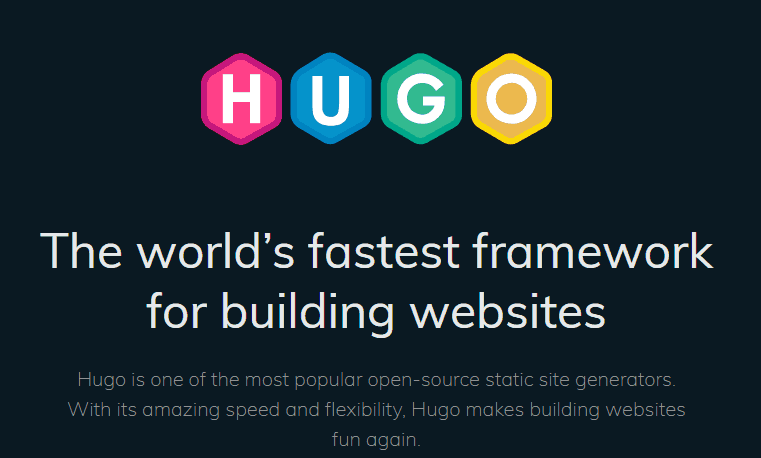 HUGO
The world’s fastest framework
for building websites
Hugo is one of the most popular open-source static site generators.
With its amazing speed and flexibility, Hugo makes building websites
fun again.